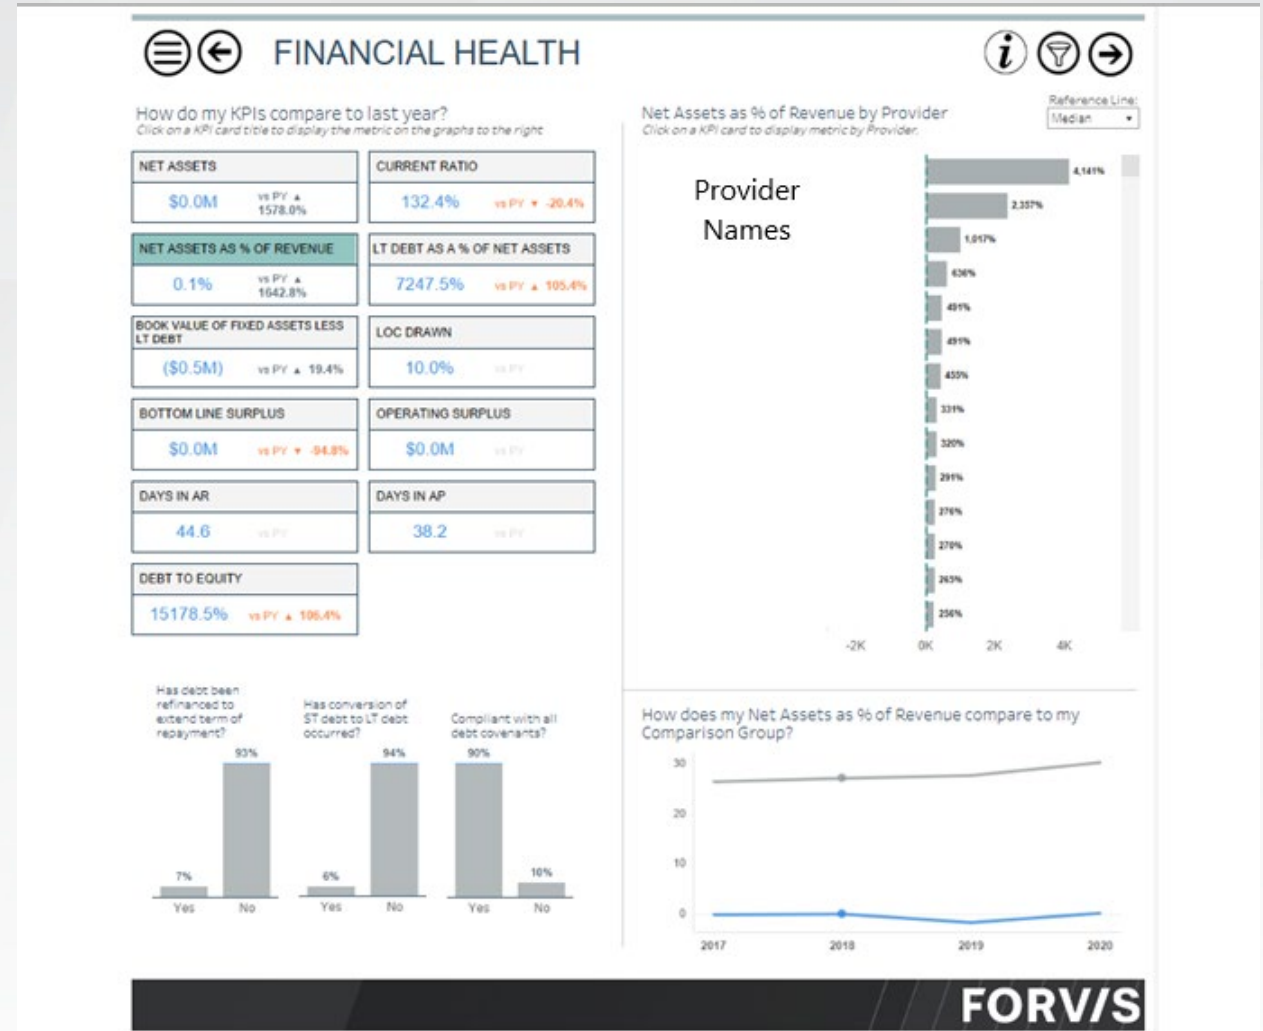 FINANCIAL HEALTH
How do my KPIs compare to last year?
Click on a KPI card title to display the metric on the graphs to the right
NET ASSETS
$0.0M vs PY ▲
1578.0%
CURRENT RATIO
132.4% vs PY ▼ -20.4%
NET ASSETS AS % OF REVENUE
0.1% vs PY ▲
1642.8%
LT DEBT AS A % OF NET ASSETS
7247.5% vs PY ▲ 105.4%
BOOK VALUE OF FIXED ASSETS LESS
LT DEBT
($0.5M) vs PY ▲ 19.4%
LOC DRAWN
10.0% vs PY
BOTTOM LINE SURPLUS
$0.0M vs PY ▼ -94.8%
OPERATING SURPLUS
$0.0M vs PY
DAYS IN AR
44.6 vs PY
DAYS IN AP
38.2 vs PY
DEBT TO EQUITY
15178.5% vs PY ▲ 106.4%
Has debt been
refinanced to
extend term of
repayment?
93%
7%
Yes No
Has conversion of
ST debt to LT debt
occurred?
94%
6%
Yes No
Compliant with all
debt covenants?
90%
10%
Yes No
Net Assets as % of Revenue by Provider
Click on a KPI card to display metric by Provider.
Reference Line:
Median
Provider
Names
4,141%
2,357%
1,017%
636%
491%
491%
455%
331%
320%
291%
276%
270%
265%
256%
-2K 0K 2K 4K
How does my Net Assets as % of Revenue compare to my
Comparison Group?
30
20
10
0
2017 2018 2019 2020
FORV/S